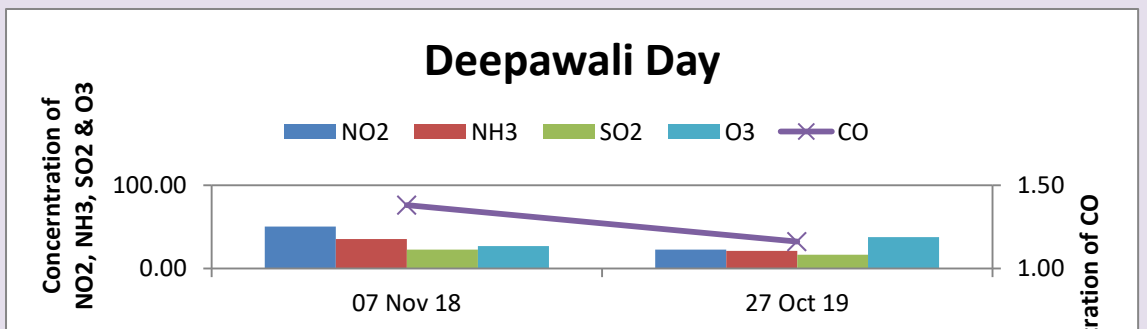 Deepawali Day
Concerntration of
NO2, NH3, SO2 & O3
NO2 NH3 SO2 O3 CO
100.00
0.00
1.50
1.00
07 Nov 18 27 Oct 19
tration of CO